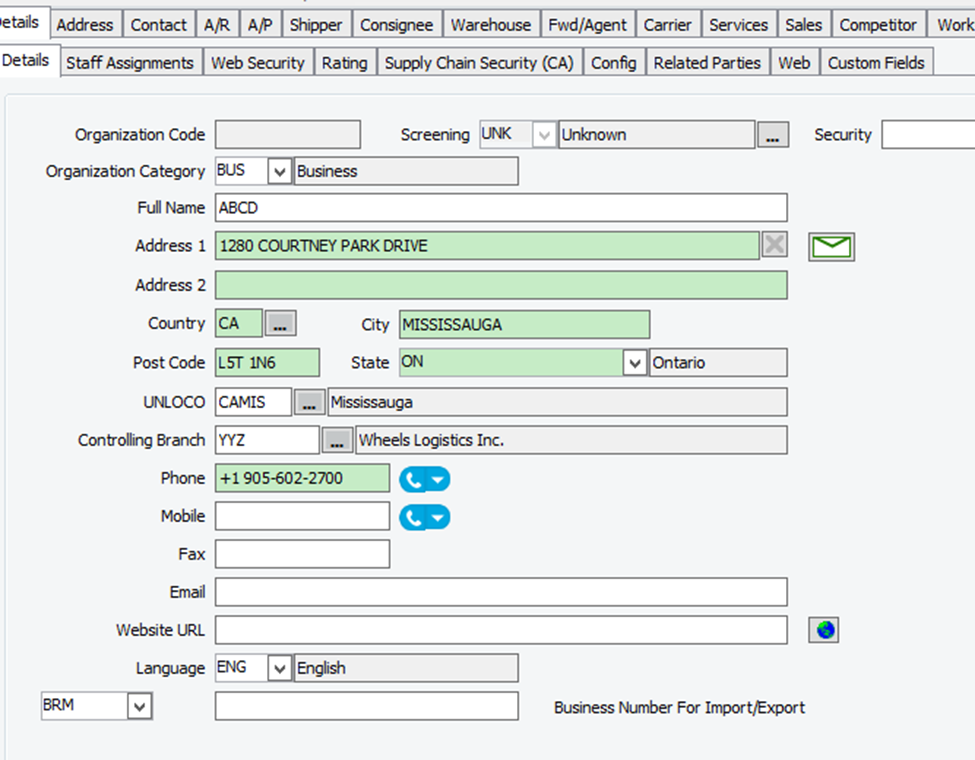 Details Address Contact A/R A/P Shipper Consignee Warehouse Fwd/Agent Carrier Services Sales Competitor Work
Details Staff Assignments Web Security Rating Supply Chain Security (CA) Config Related Parties Web Custom Fields
Organization Code Screening UNK Unknown ... Security
Organization Category BUS Business
Full Name ABCD
Address 1 1280 COURTNEY PARK DRIVE
Address 2
Country CA ... City MISSISSAUGA
Post Code L5T 1N6 State ON Ontario
UNLOCO CAMIS ... Mississauga
Controlling Branch YYZ ... Wheels Logistics Inc.
Phone +1 905-602-2700
Mobile
Fax
Email
Website URL
Language ENG English
BRM Business Number For Import/Export